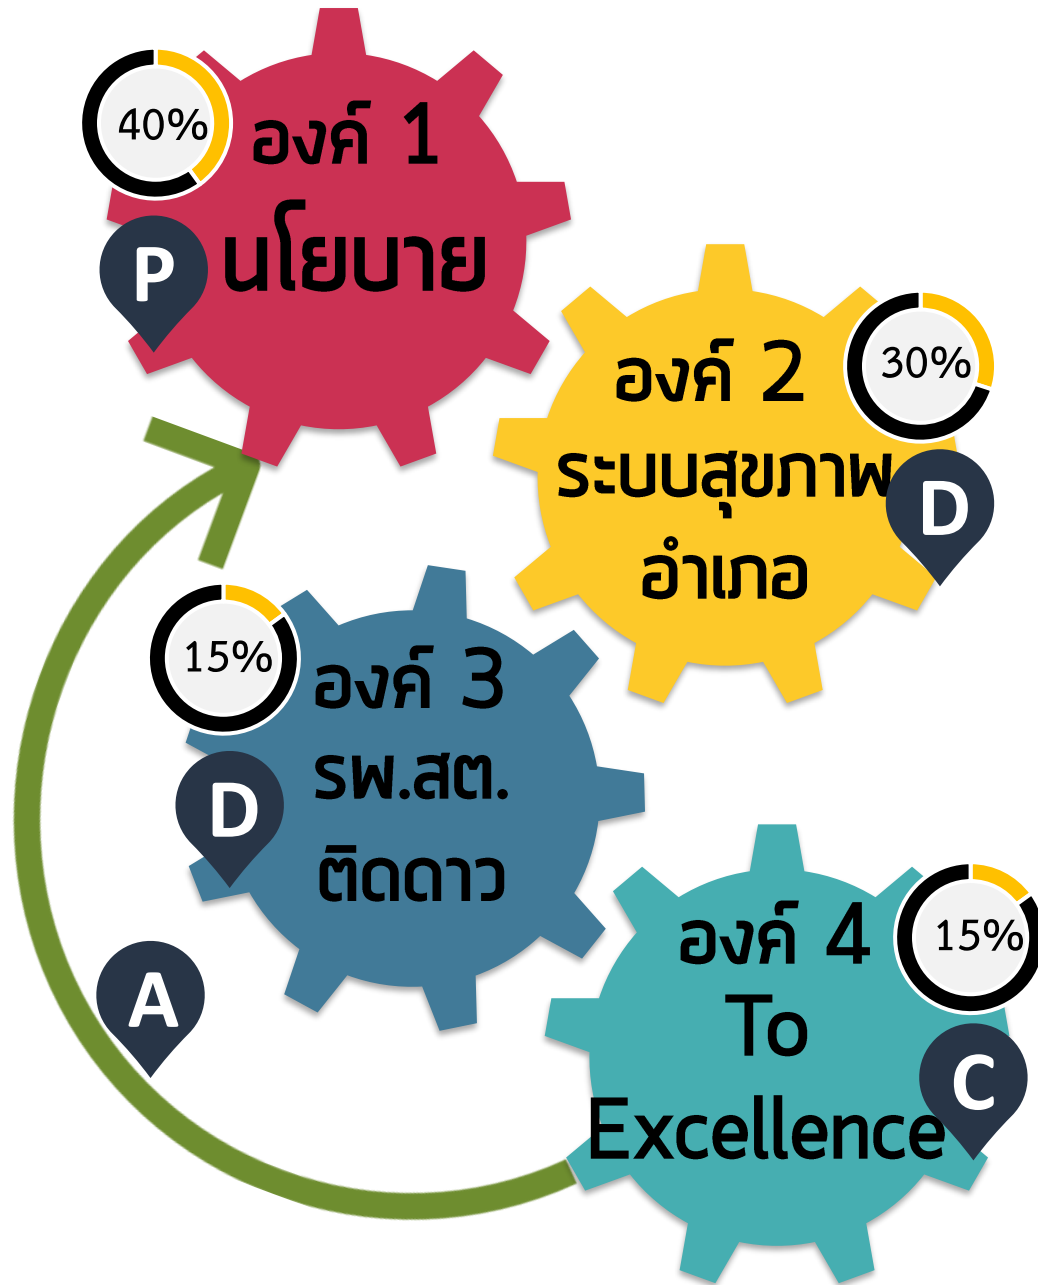 40%
องค์ 1
P
นโยบาย
องค์ 2
30%
ระบบสุขภาพ
D
อำเภอ
15%
องค์ 3
รพ.สต.
D
ติดดาว
องค์ 4
15%
A
To
C
Excellence